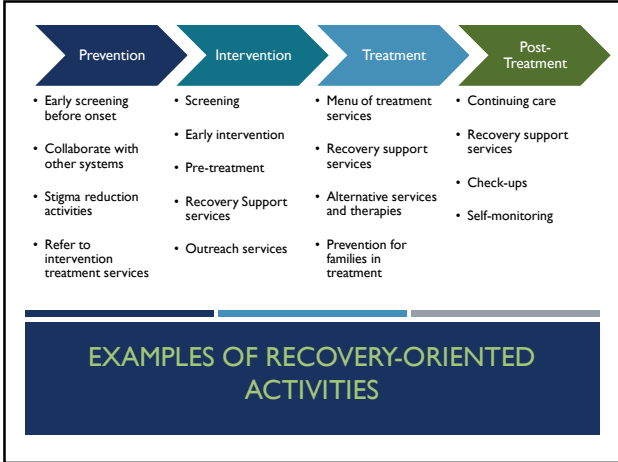 Prevention
• Early screening
before onset
• Collaborate with
other systems
• Stigma reduction
activities
• Refer to
intervention
treatment services
Intervention
• Screening
• Early intervention
• Pre-treatment
• Recovery Support
services
• Outreach services
Treatment
• Menu of treatment
services
• Recovery support
services
• Alternative services
and therapies
• Prevention for
families in
treatment
Post-
Treatment
• Continuing care
• Recovery support
services
• Check-ups
• Self-monitoring
EXAMPLES OF RECOVERY-ORIENTED
ACTIVITIES